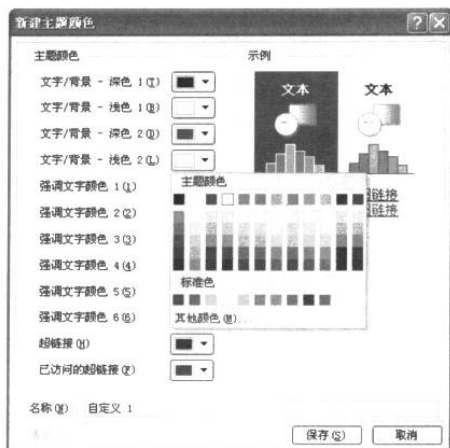 新建主题颜色
主题颜色
示例
文字/背景 - 深色 1(T)
文字/背景 - 浅色 1(B)
文字/背景 - 深色 2(D)
文字/背景 - 浅色 2(L)
强调文字颜色 1(1)
强调文字颜色 2(2)
强调文字颜色 3(3)
强调文字颜色 4(4)
强调文字颜色 5(5)
强调文字颜色 6(6)
超链接(H)
已访问的超链接(F)
文本
文本
主题颜色
标准色
其他颜色(M)...
超链接
超链接
名称(N): 自定义 1
保存(S)
取消